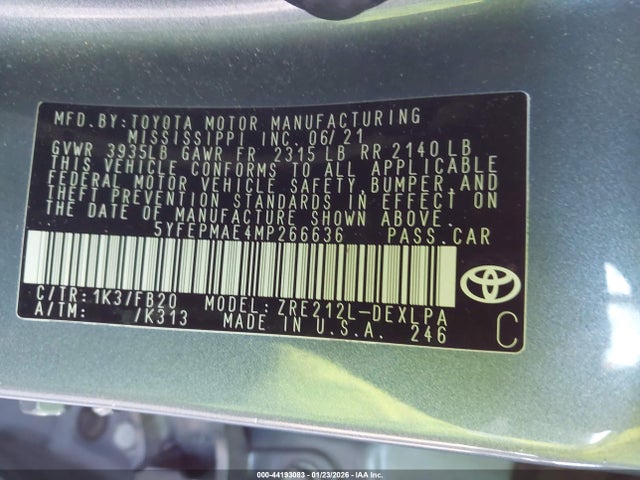 MFD.BY:TOYOTA MOTOR MANUFACTURING
MISSISSIPPI INC. 06/21
GVWR 3935LB GAWR FR 2315 LB RR 2140 LB
THIS VEHICLE CONFORMS TO ALL APPLICABLE
FEDERAL MOTOR VEHICLE SAFETY,BUMPER,AND
THEFT PREVENTION STANDARDS IN EFFECT ON
THE DATE OF MANUFACTURE SHOWN ABOVE.
5YFEPMAE4MP266636 PASS.CAR
C/TR:1K37FB20 MODEL:ZRE212L-DEXLPA
A/TM: /K313 MADE IN U.S.A. 246
C
000-44193083 - 01/23/2026 - IAA Inc.